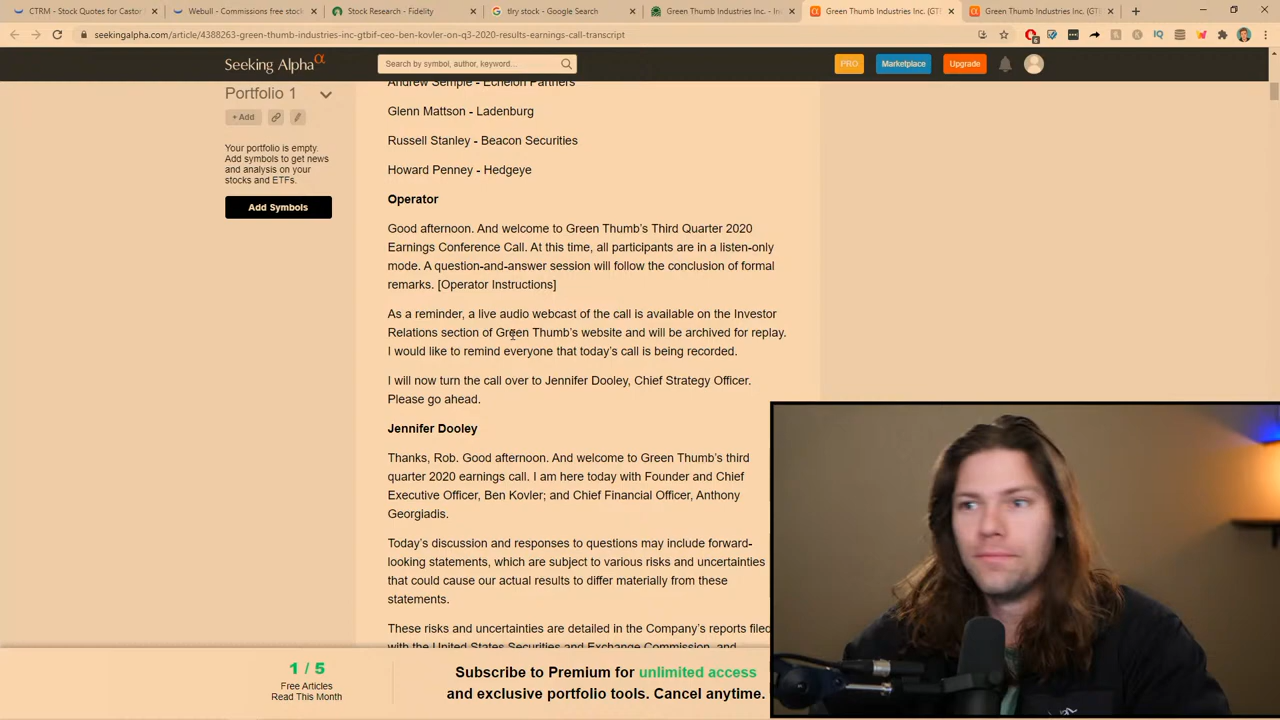 CTRM - Stock Quotes for Castor
Webull - Commissions free stock
Stock Research - Fidelity
tlry stock - Google Search
Green Thumb Industries Inc. - In
Green Thumb Industries Inc. (GT
Green Thumb Industries Inc. (GT
seekingalpha.com/article/4388263-green-thumb-industries-inc-gtbif-ceo-ben-kovler-on-q3-2020-results-earnings-call-transcript
Seeking Alpha α
Search by symbol, author, keyword...
PRO
Marketplace
Upgrade
Portfolio 1
+ Add
Your portfolio is empty.
Add symbols to get news
and analysis on your
stocks and ETFs.
Add Symbols
Andrew Semple - Echelon Partners
Glenn Mattson - Ladenburg
Russell Stanley - Beacon Securities
Howard Penney - Hedgeye
Operator
Good afternoon. And welcome to Green Thumb's Third Quarter 2020
Earnings Conference Call. At this time, all participants are in a listen-only
mode. A question-and-answer session will follow the conclusion of formal
remarks. [Operator Instructions]
As a reminder, a live audio webcast of the call is available on the Investor
Relations section of Green Thumb's website and will be archived for replay.
I would like to remind everyone that today's call is being recorded.
I will now turn the call over to Jennifer Dooley, Chief Strategy Officer.
Please go ahead.
Jennifer Dooley
Thanks, Rob. Good afternoon. And welcome to Green Thumb's third
quarter 2020 earnings call. I am here today with Founder and Chief
Executive Officer, Ben Kovler; and Chief Financial Officer, Anthony
Georgiadis.
Today's discussion and responses to questions may include forward-
looking statements, which are subject to various risks and uncertainties
that could cause our actual results to differ materially from these
statements.
These risks and uncertainties are detailed in the Company's reports filed
with the United States Securities and Exchange Commission, and
1 / 5
Free Articles
Read This Month
Subscribe to Premium for unlimited access
and exclusive portfolio tools. Cancel anytime.